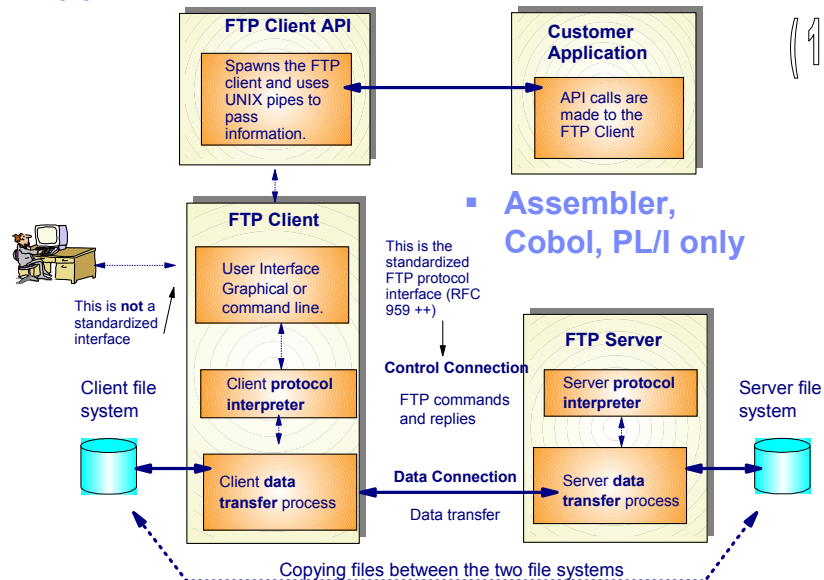 FTP Client API
Spawns the FTP
client and uses
UNIX pipes to
pass
information.
Customer
Application
API calls are
made to the
FTP Client
(1
▪ Assembler,
Cobol, PL/I only
FTP Client
User Interface
Graphical or
command line.
This is not a
standardized
interface
This is the
standardized
FTP protocol
interface (RFC
959 ++)
Control Connection
FTP commands
and replies
FTP Server
Client protocol
interpreter
Server protocol
interpreter
Client file
system
Server file
system
Client data
transfer process
Data Connection
Data transfer
Server data
transfer process
Copying files between the two file systems